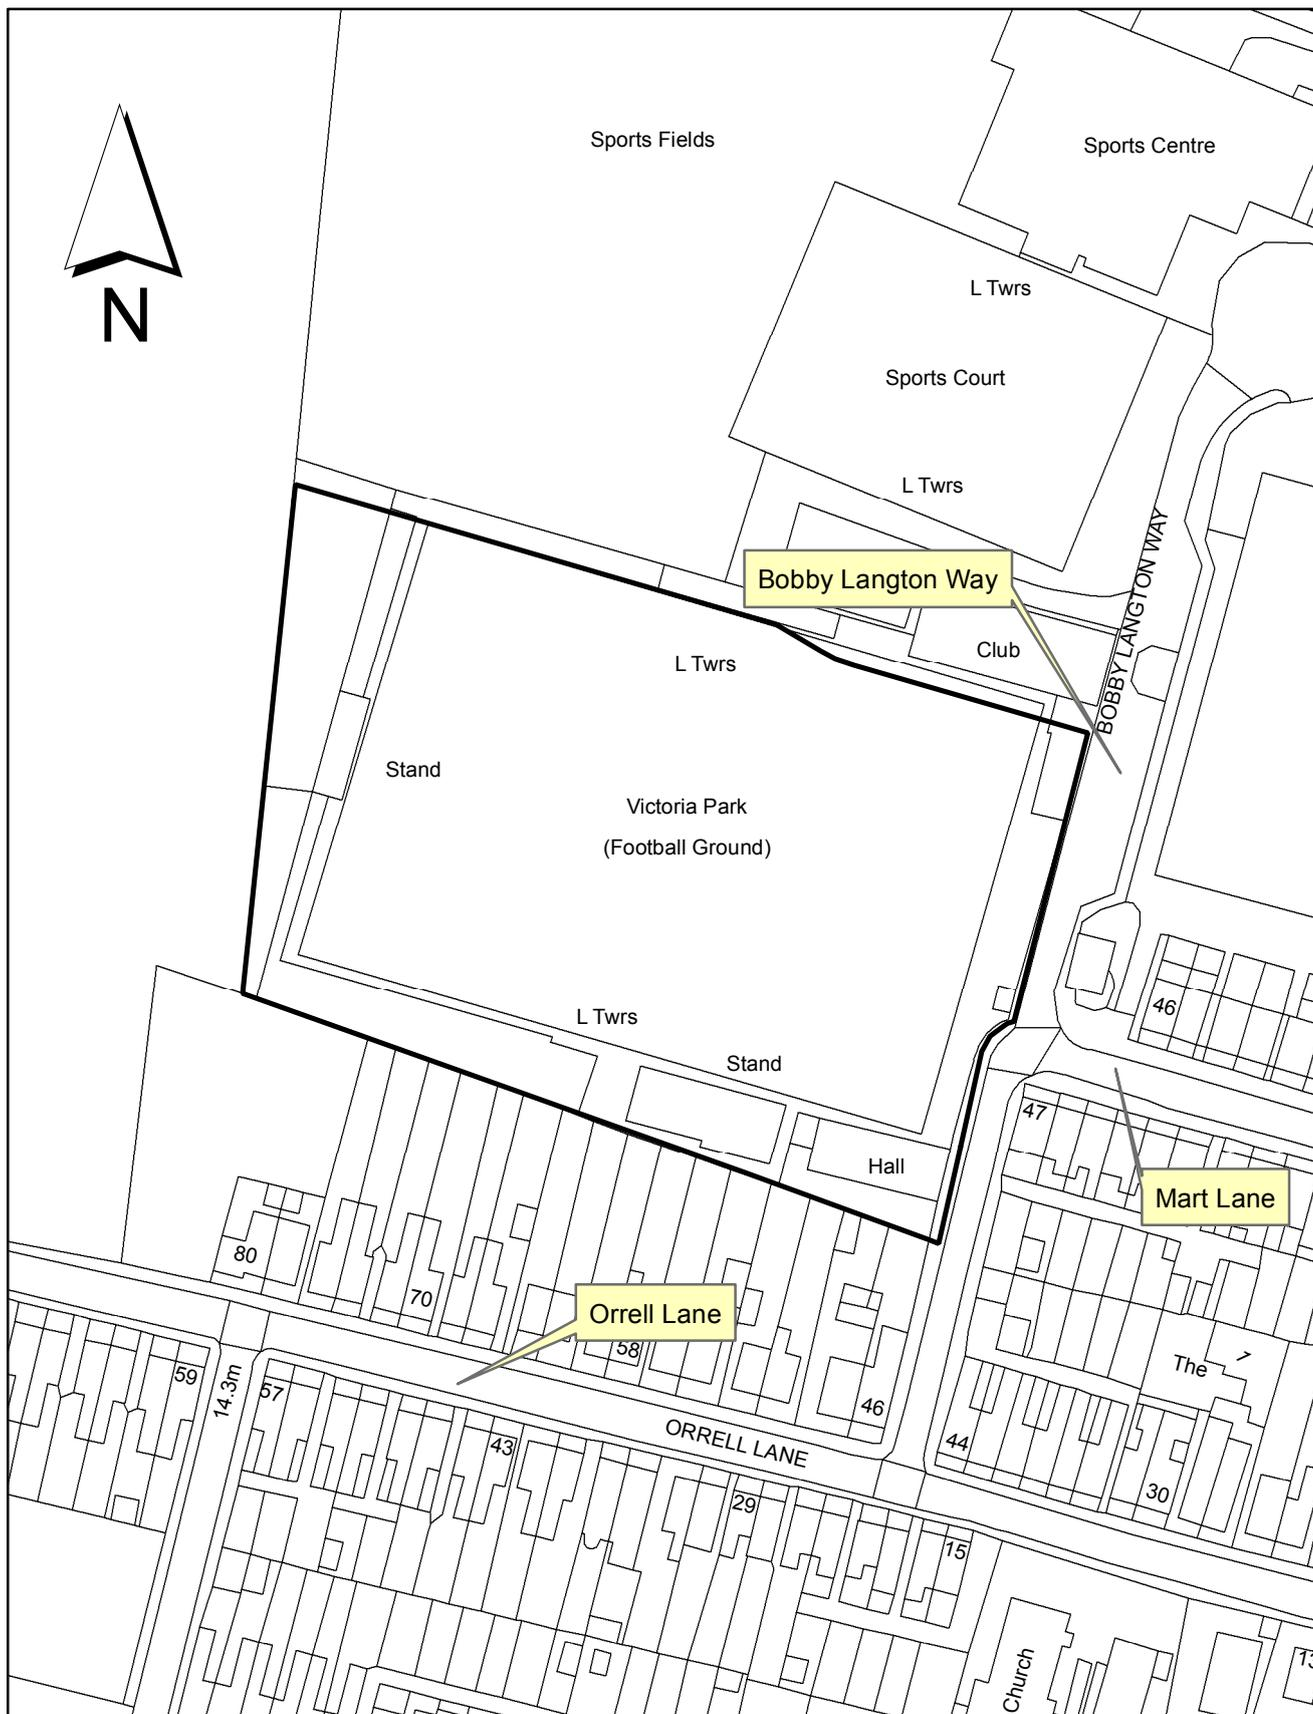 Sports Fields
Sports Centre
N
L Twrs
Sports Court
L Twrs
BOBBY LANGTON WAY
Bobby Langton Way
Club
L Twrs
Stand
Victoria Park
(Football Ground)
46
L Twrs
Stand
47
Hall
Mart Lane
80
70
Orrell Lane
58
59
14.3m
57
The
46
43
ORRELL LANE
44
30
29
15
Church